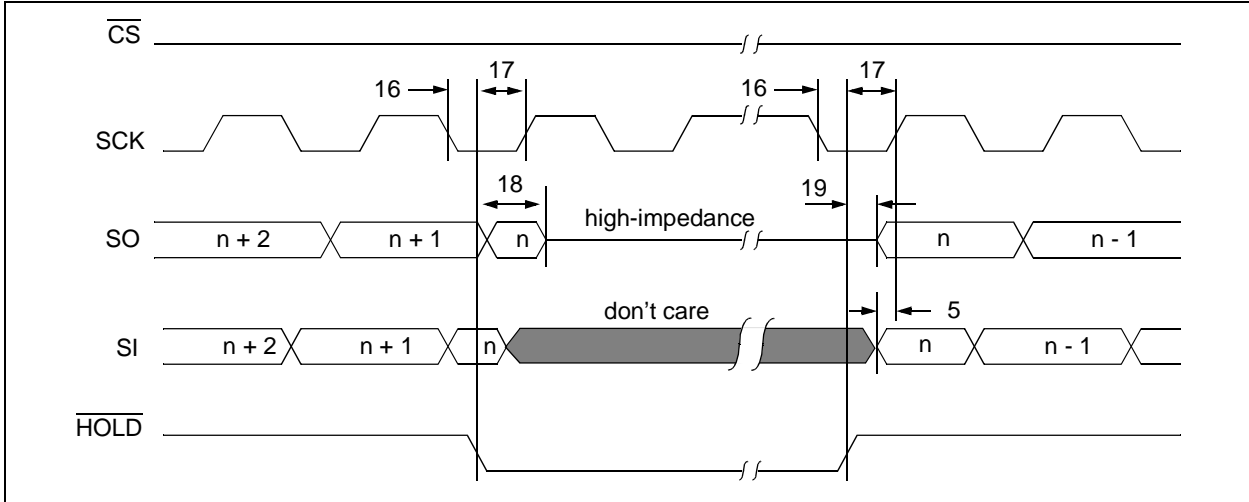 CS
16 17 16 17
SCK
18 19
high-impedance
SO n + 2 n + 1 n n n - 1
don't care 5
SI n + 2 n + 1 n n n - 1
HOLD